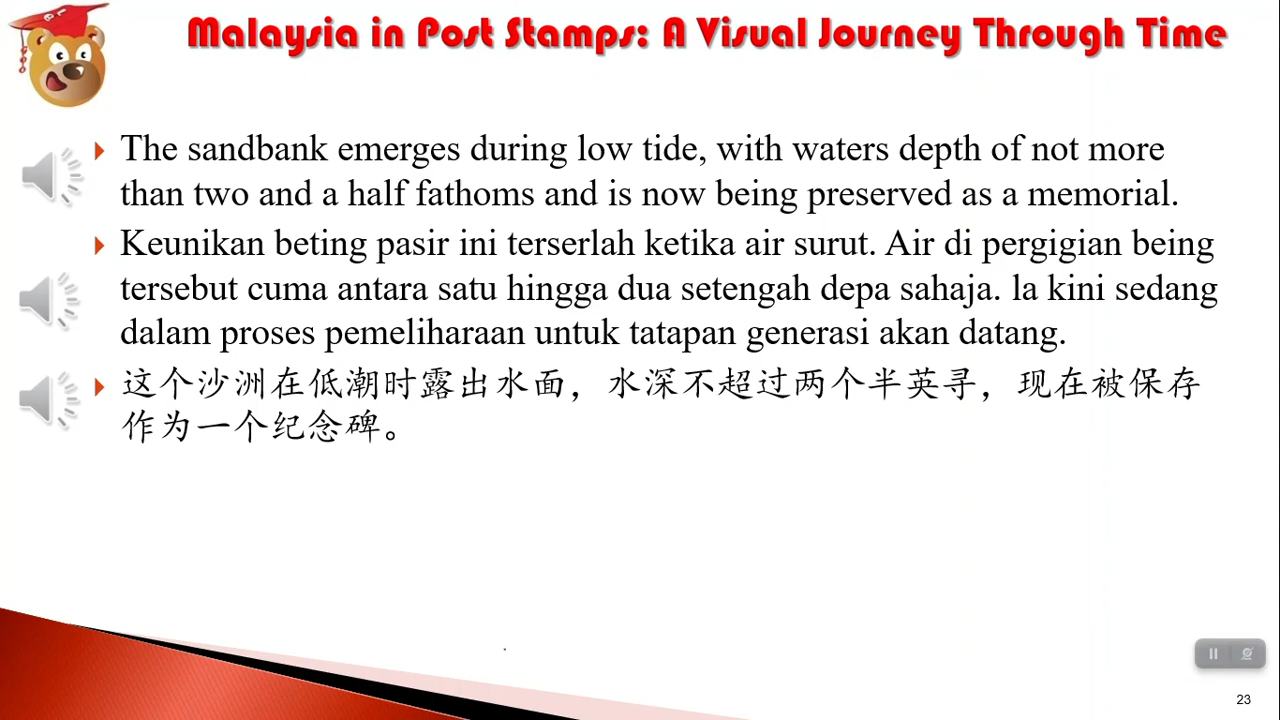 Malaysia in Post Stamps: A Visual Journey Through Time
The sandbank emerges during low tide, with waters depth of not more
than two and a half fathoms and is now being preserved as a memorial.
Keunikan beting pasir ini terserlah ketika air surut. Air di pergigian being
tersebut cuma antara satu hingga dua setengah depa sahaja. la kini sedang
dalam proses pemeliharaan untuk tatapan generasi akan datang.
这个沙洲在低潮时露出水面，水深不超过两个半英寻，现在被保存
作为一个纪念碑。
23